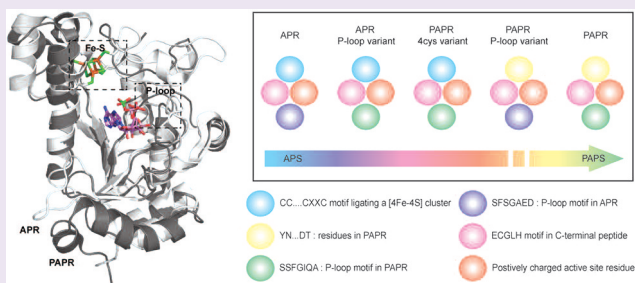 Fe-S
P-loop
APR
PAPR
APR
APR
P-loop variant
PAPR
4cys variant
PAPR
P-loop variant
PAPR
APS
PAPS
CC....CXXC motif ligating a [4Fe-4S] cluster
YN...DT : residues in PAPR
SSFGIQA : P-loop motif in PAPR
SFSGAED : P-loop motif in APR
ECGLH motif in C-terminal peptide
Postively charged active site residue